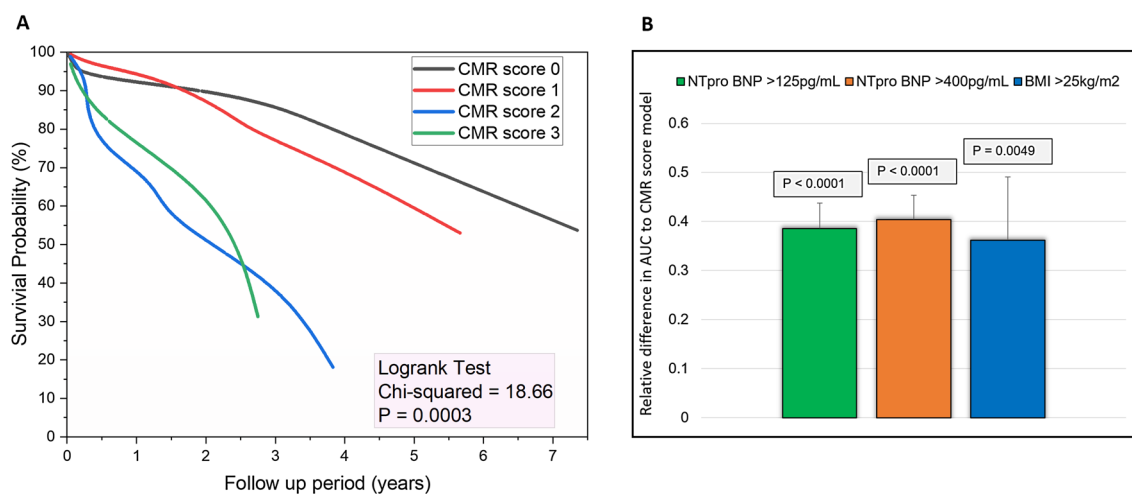 A
Survivial Probability (%)
100
90
80
70
60
50
40
30
20
10
0
0 1 2 3 4 5 6 7
Follow up period (years)
CMR score 0
CMR score 1
CMR score 2
CMR score 3
Logrank Test
Chi-squared = 18.66
P = 0.0003
B
NTpro BNP >125pg/mL NTpro BNP >400pg/mL BMI >25kg/m2
Relative difference in AUC to CMR score model
0.6
0.5
0.4
0.3
0.2
0.1
0
P < 0.0001
P < 0.0001
P = 0.0049